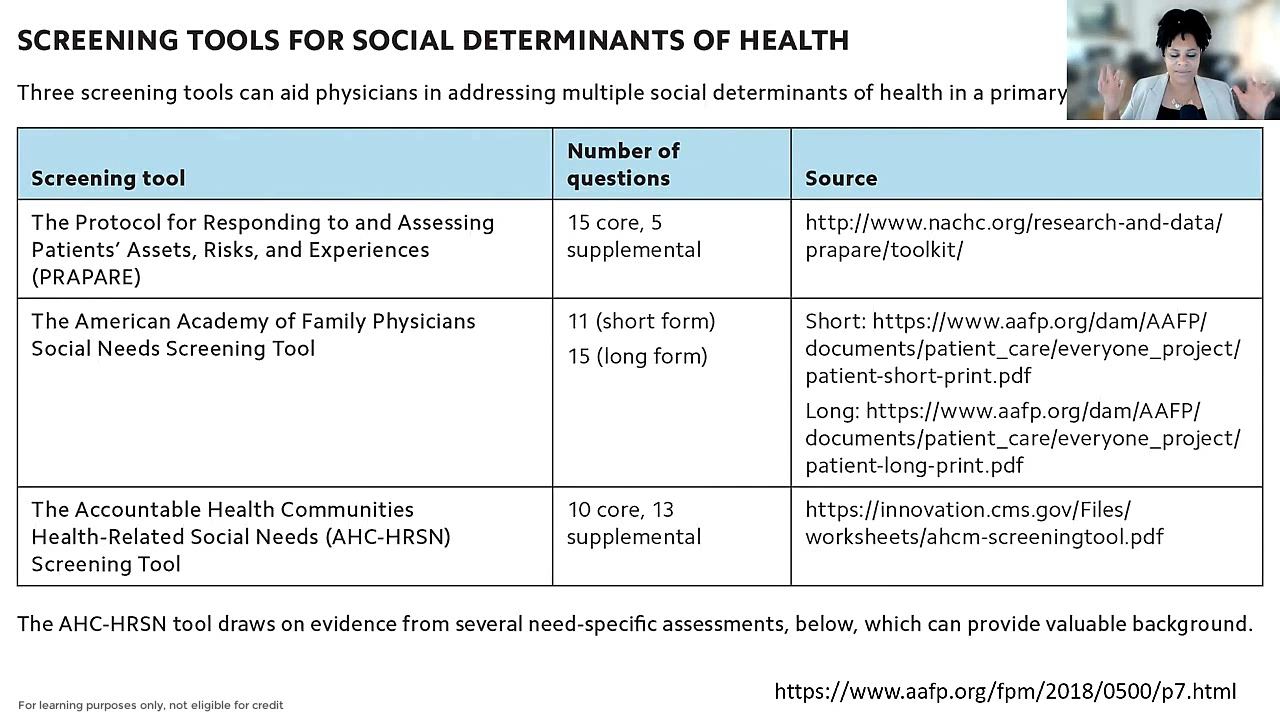 SCREENING TOOLS FOR SOCIAL DETERMINANTS OF HEALTH
Three screening tools can aid physicians in addressing multiple social determinants of health in a primary
Screening tool
Number of
questions
Source
The Protocol for Responding to and Assessing
Patients’ Assets, Risks, and Experiences
(PRAPARE)
15 core, 5
supplemental
http://www.nachc.org/research-and-data/
prapare/toolkit/
The American Academy of Family Physicians
Social Needs Screening Tool
11 (short form)
15 (long form)
Short: https://www.aafp.org/dam/AAFP/
documents/patient_care/everyone_project/
patient-short-print.pdf
Long: https://www.aafp.org/dam/AAFP/
documents/patient_care/everyone_project/
patient-long-print.pdf
The Accountable Health Communities
Health-Related Social Needs (AHC-HRSN)
Screening Tool
10 core, 13
supplemental
https://innovation.cms.gov/Files/
worksheets/ahcm-screeningtool.pdf
The AHC-HRSN tool draws on evidence from several need-specific assessments, below, which can provide valuable background.
https://www.aafp.org/fpm/2018/0500/p7.html
For learning purposes only, not eligible for credit